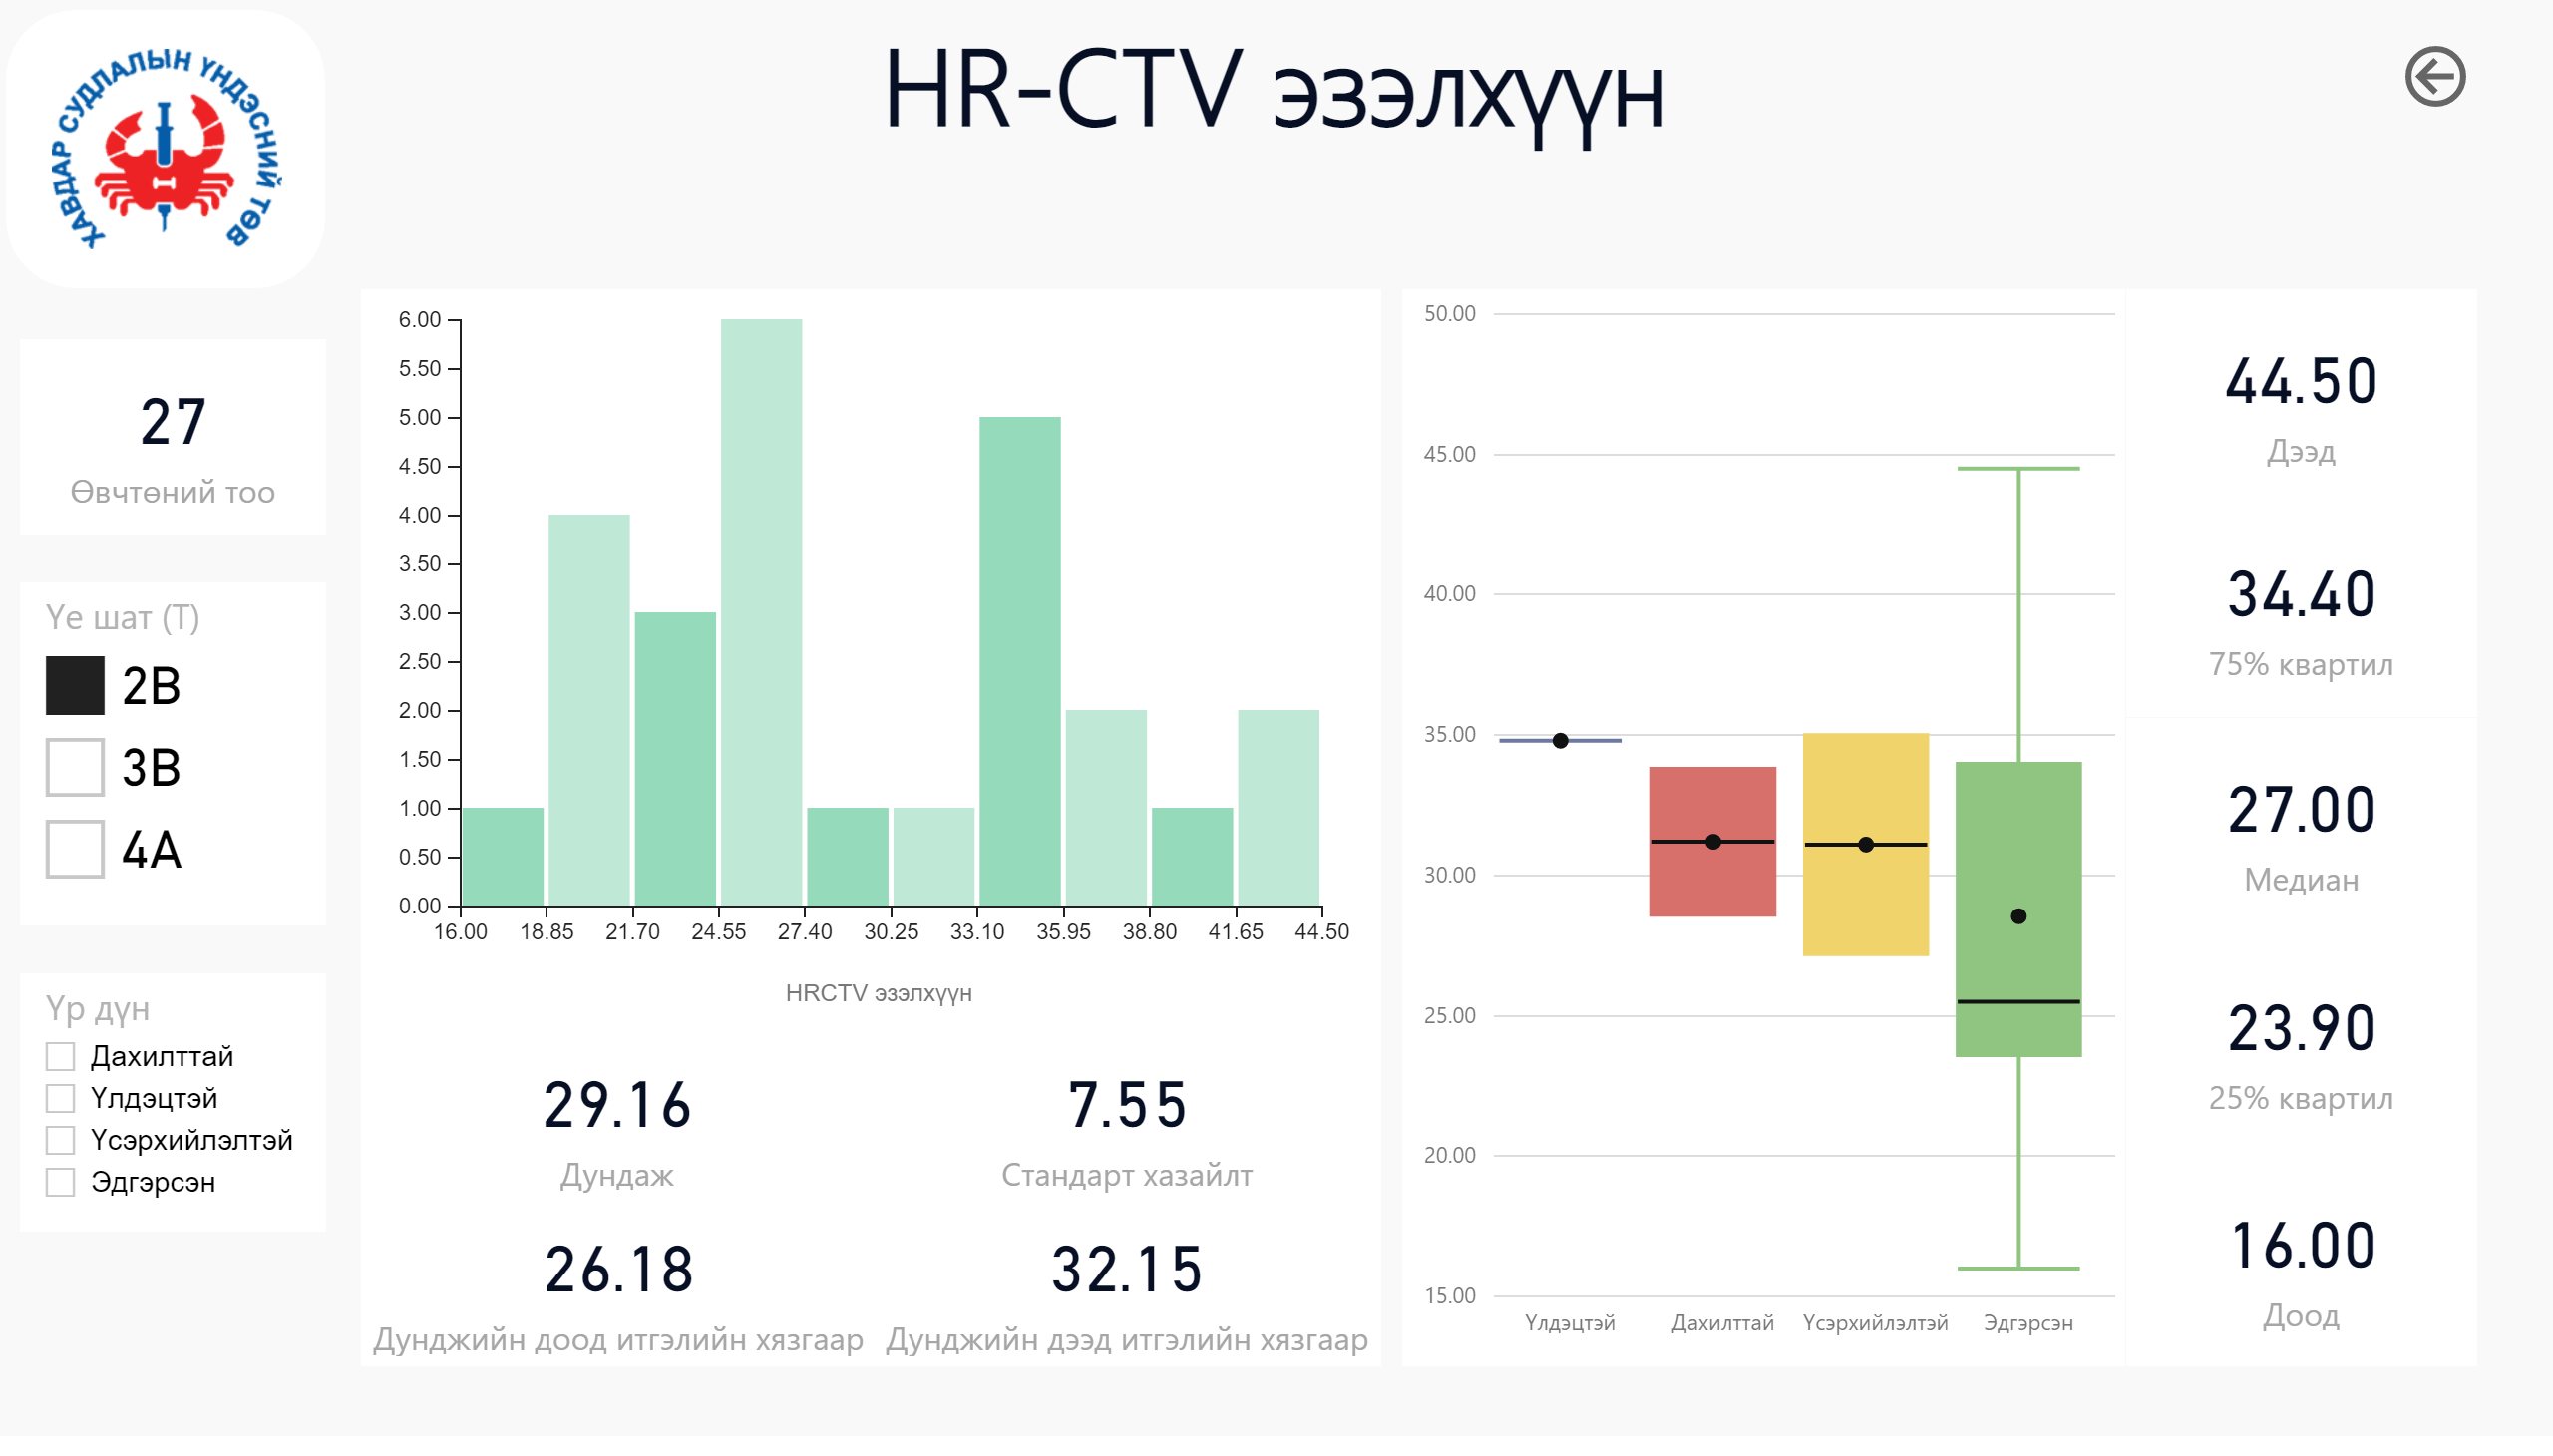 ХАВДАР СУДЛАЛЫН ҮНДЭСНИЙ ТӨВ
HR-CTV эзэлхүүн
27
Өвчтөний тоо
Үе шат (T)
2B
3B
4A
Үр дүн
Дахилттай
Үлдэцтэй
Үсэрхийлэлтэй
Эдгэрсэн
6.00
5.50
5.00
4.50
4.00
3.50
3.00
2.50
2.00
1.50
1.00
0.50
0.00
16.00 18.85 21.70 24.55 27.40 30.25 33.10 35.95 38.80 41.65 44.50
HRCTV эзэлхүүн
29.16 7.55
Дундаж Стандарт хазайлт
26.18 32.15
Дунджийн доод итгэлийн хязгаар Дунджийн дээд итгэлийн хязгаар
50.00
45.00
40.00
35.00
30.00
25.00
20.00
15.00
Үлдэцтэй Дахилттай Үсэрхийлэлтэй Эдгэрсэн
44.50
Дээд
34.40
75% квартил
27.00
Медиан
23.90
25% квартил
16.00
Доод